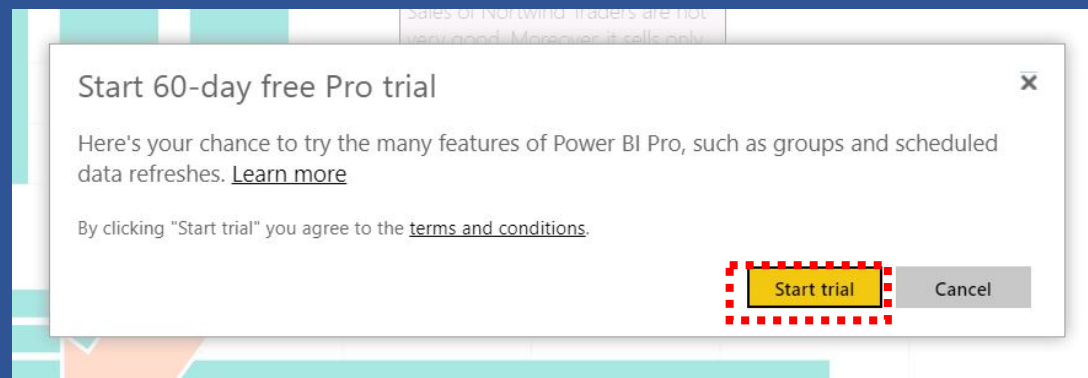 Sales of Nortwind Traders are not
very good. Moreover, it sells only
Start 60-day free Pro trial
Here's your chance to try the many features of Power BI Pro, such as groups and scheduled
data refreshes. Learn more
By clicking "Start trial" you agree to the terms and conditions.
Start trial Cancel